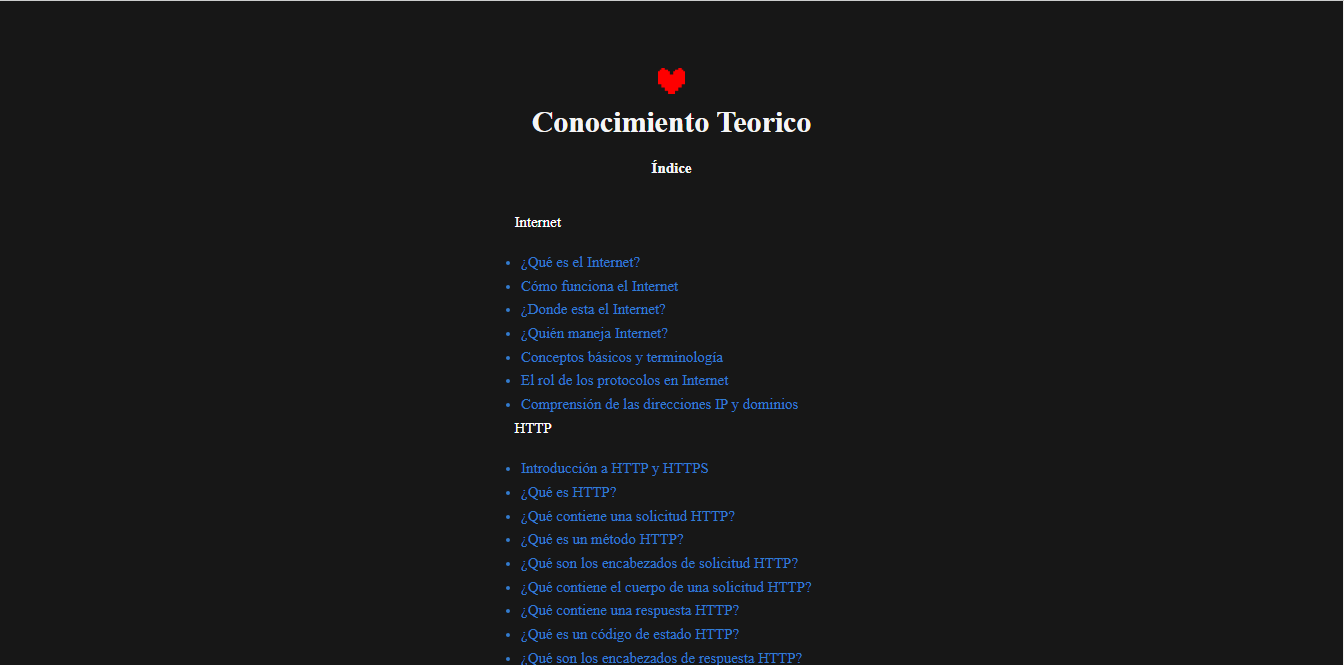 Conocimiento Teorico
Índice
Internet
¿Qué es el Internet?
Cómo funciona el Internet
¿Donde esta el Internet?
¿Quién maneja Internet?
Conceptos básicos y terminología
El rol de los protocolos en Internet
Comprensión de las direcciones IP y dominios
HTTP
Introducción a HTTP y HTTPS
¿Qué es HTTP?
¿Qué contiene una solicitud HTTP?
¿Qué es un método HTTP?
¿Qué son los encabezados de solicitud HTTP?
¿Qué contiene el cuerpo de una solicitud HTTP?
¿Qué contiene una respuesta HTTP?
¿Qué es un código de estado HTTP?
¿Qué son los encabezados de respuesta HTTP?